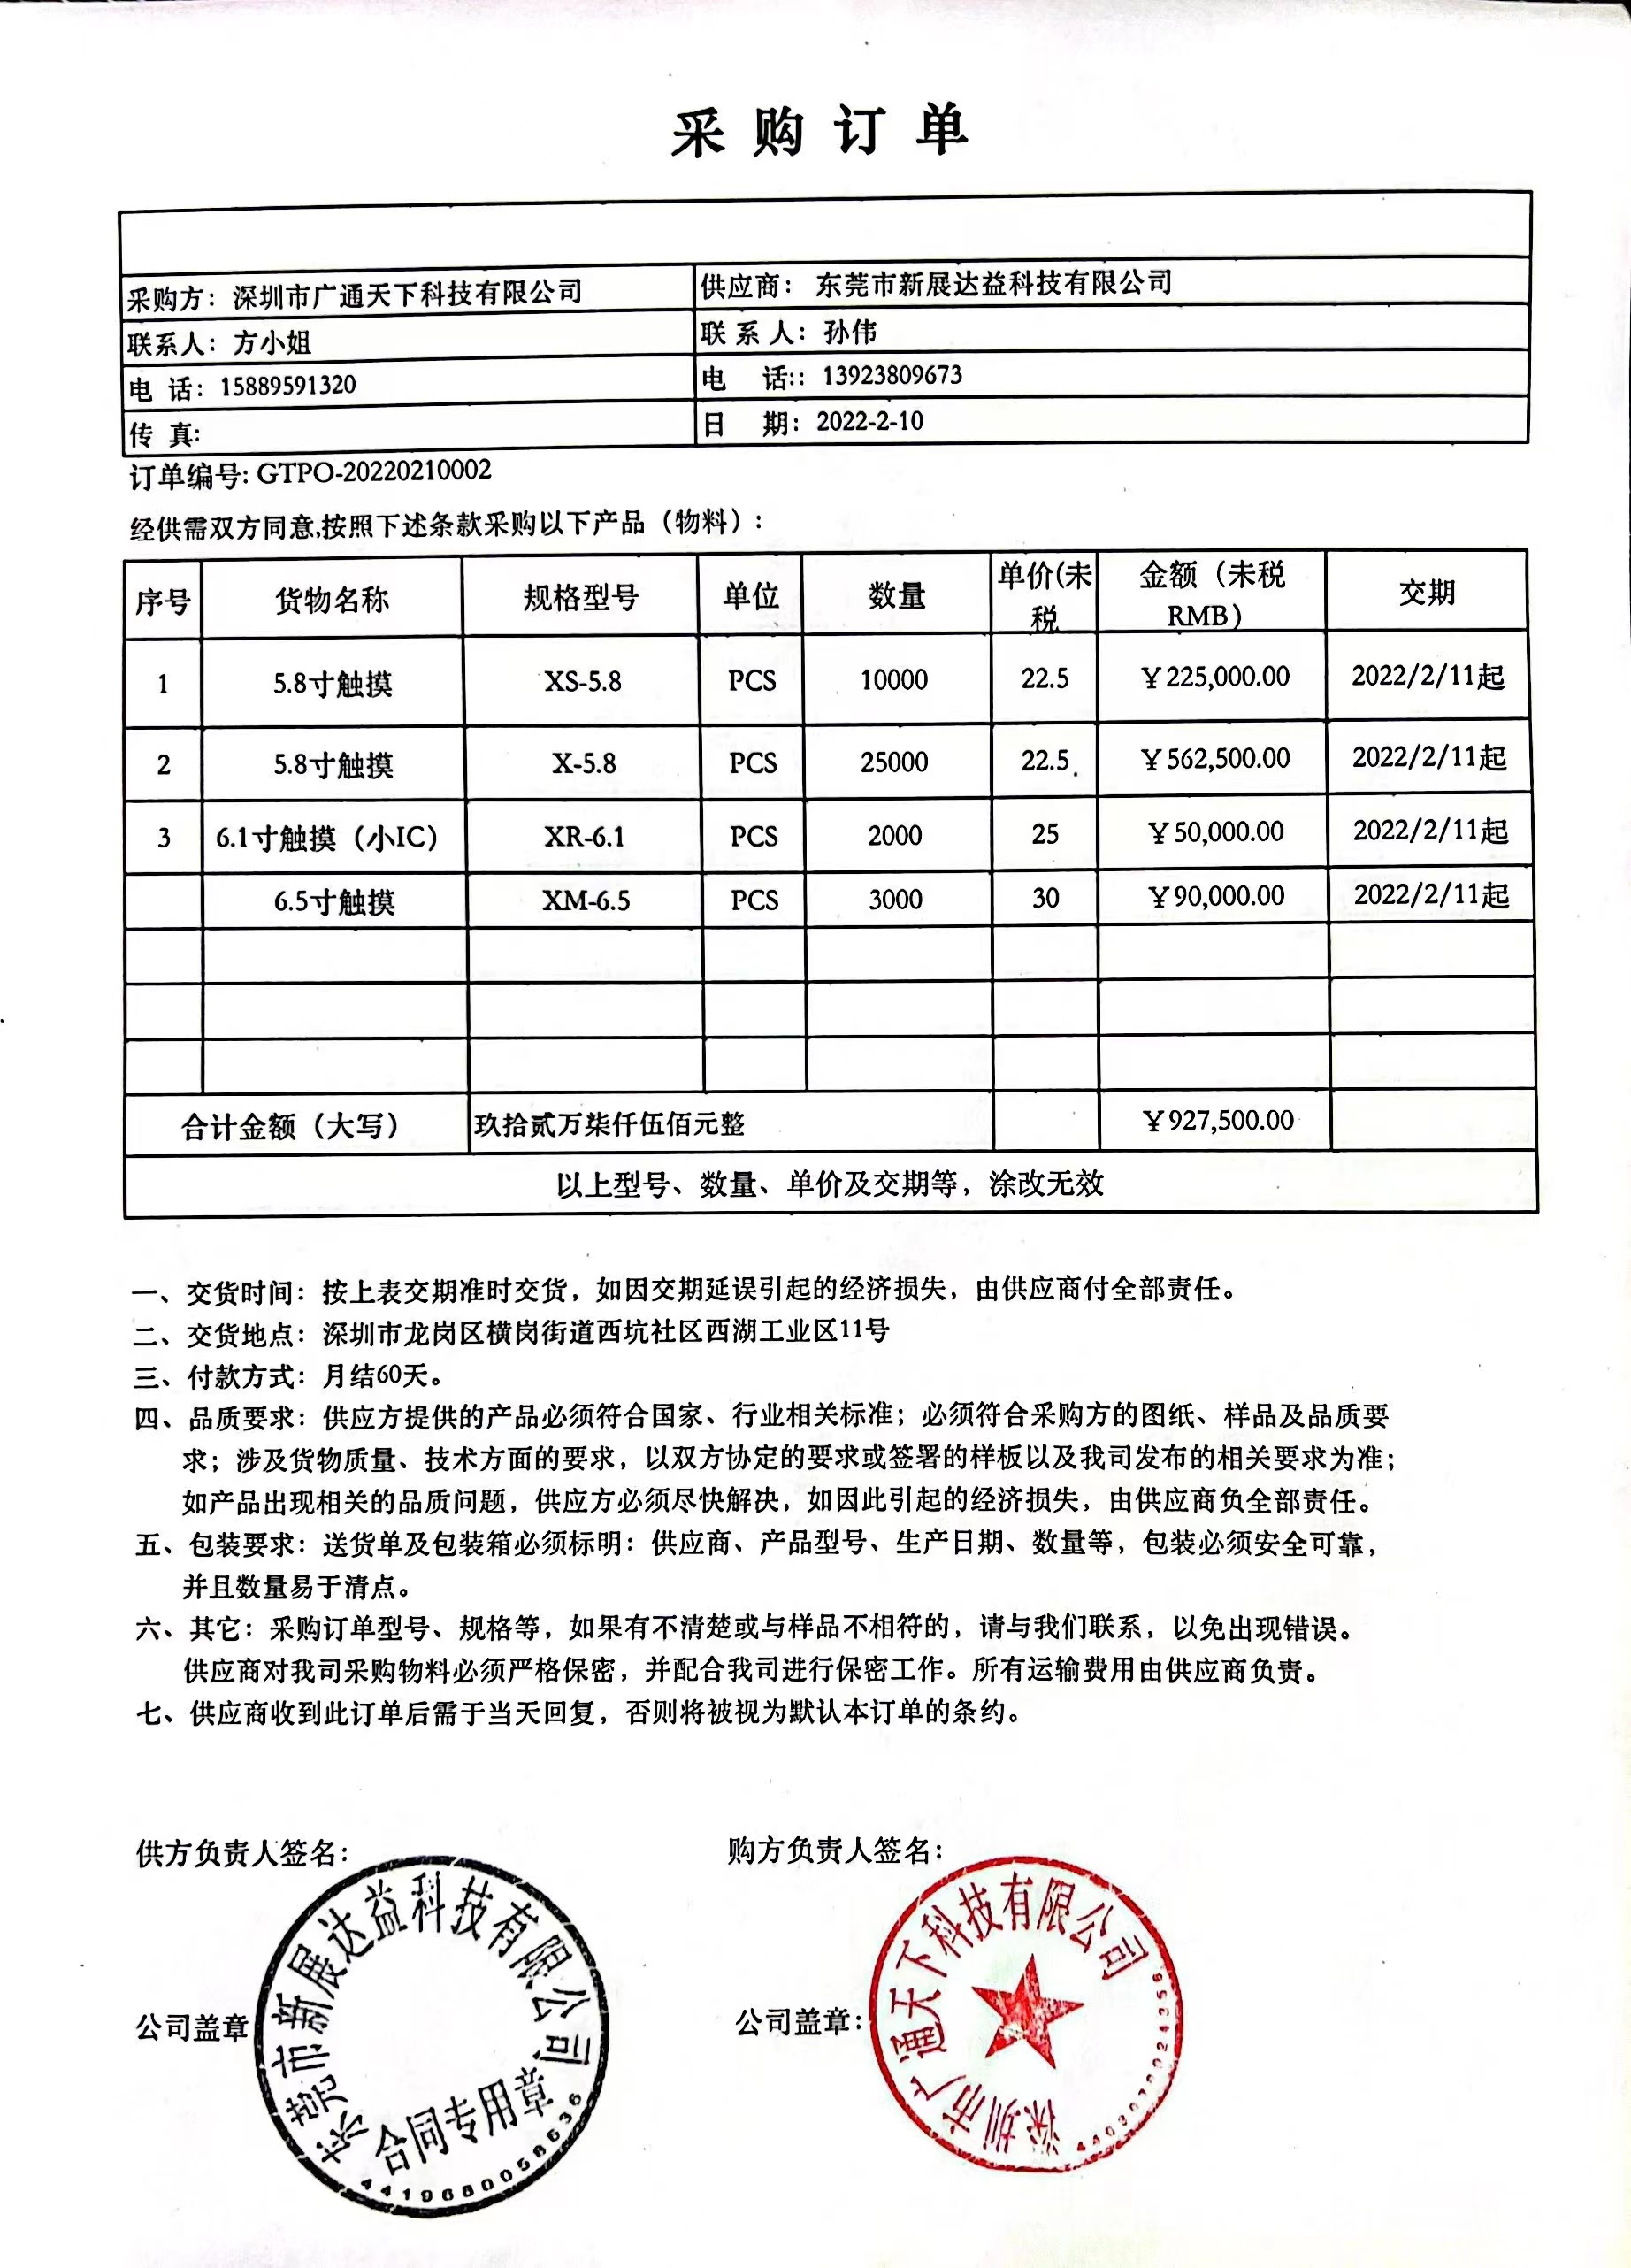 采购订单
采购方：深圳市广通天下科技有限公司 供应商：东莞市新展达益科技有限公司
联系人：方小姐 联 系 人：孙伟
电 话：15889591320 电 话:：13923809673
传 真: 日 期：2022-2-10
订单编号: GTPO-20220210002
经供需双方同意,按照下述条款采购以下产品（物料）：
序号 货物名称 规格型号 单位 数量 单价(未税 金额（未税RMB） 交期
1 5.8寸触摸 XS-5.8 PCS 10000 22.5 ￥225,000.00 2022/2/11起
2 5.8寸触摸 X-5.8 PCS 25000 22.5 ￥562,500.00 2022/2/11起
3 6.1寸触摸（小IC） XR-6.1 PCS 2000 25 ￥50,000.00 2022/2/11起
6.5寸触摸 XM-6.5 PCS 3000 30 ￥90,000.00 2022/2/11起
合计金额（大写） 玖拾贰万柒仟伍佰元整 ￥927,500.00
以上型号、数量、单价及交期等，涂改无效
一、交货时间：按上表交期准时交货，如因交期延误引起的经济损失，由供应商付全部责任。
二、交货地点：深圳市龙岗区横岗街道西坑社区西湖工业区11号
三、付款方式：月结60天。
四、品质要求：供应方提供的产品必须符合国家、行业相关标准；必须符合采购方的图纸、样品及品质要
求；涉及货物质量、技术方面的要求，以双方协定的要求或签署的样板以及我司发布的相关要求为准；
如产品出现相关的品质问题，供应方必须尽快解决，如因此引起的经济损失，由供应商负全部责任。
五、包装要求：送货单及包装箱必须标明：供应商、产品型号、生产日期、数量等，包装必须安全可靠，
并且数量易于清点。
六、其它：采购订单型号、规格等，如果有不清楚或与样品不相符的，请与我们联系，以免出现错误。
供应商对我司采购物料必须严格保密，并配合我司进行保密工作。所有运输费用由供应商负责。
七、供应商收到此订单后需于当天回复，否则将被视为默认本订单的条约。
供方负责人签名： 购方负责人签名：
公司盖章 公司盖章：
东莞市新展达益科技有限公司
合同专用章
深圳市广通天下科技有限公司